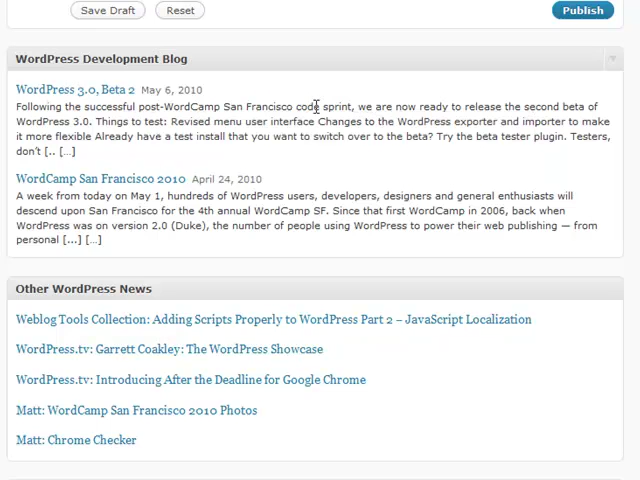 Save Draft Reset Publish
WordPress Development Blog
WordPress 3.0, Beta 2 May 6, 2010
Following the successful post-WordCamp San Francisco code sprint, we are now ready to release the second beta of
WordPress 3.0. Things to test: Revised menu user interface Changes to the WordPress exporter and importer to make
it more flexible Already have a test install that you want to switch over to the beta? Try the beta tester plugin. Testers,
don't [.. […]
WordCamp San Francisco 2010 April 24, 2010
A week from today on May 1, hundreds of WordPress users, developers, designers and general enthusiasts will
descend upon San Francisco for the 4th annual WordCamp SF. Since that first WordCamp in 2006, back when
WordPress was on version 2.0 (Duke), the number of people using WordPress to power their web publishing — from
personal [...] […]
Other WordPress News
Weblog Tools Collection: Adding Scripts Properly to WordPress Part 2 – JavaScript Localization
WordPress.tv: Garrett Coakley: The WordPress Showcase
WordPress.tv: Introducing After the Deadline for Google Chrome
Matt: WordCamp San Francisco 2010 Photos
Matt: Chrome Checker